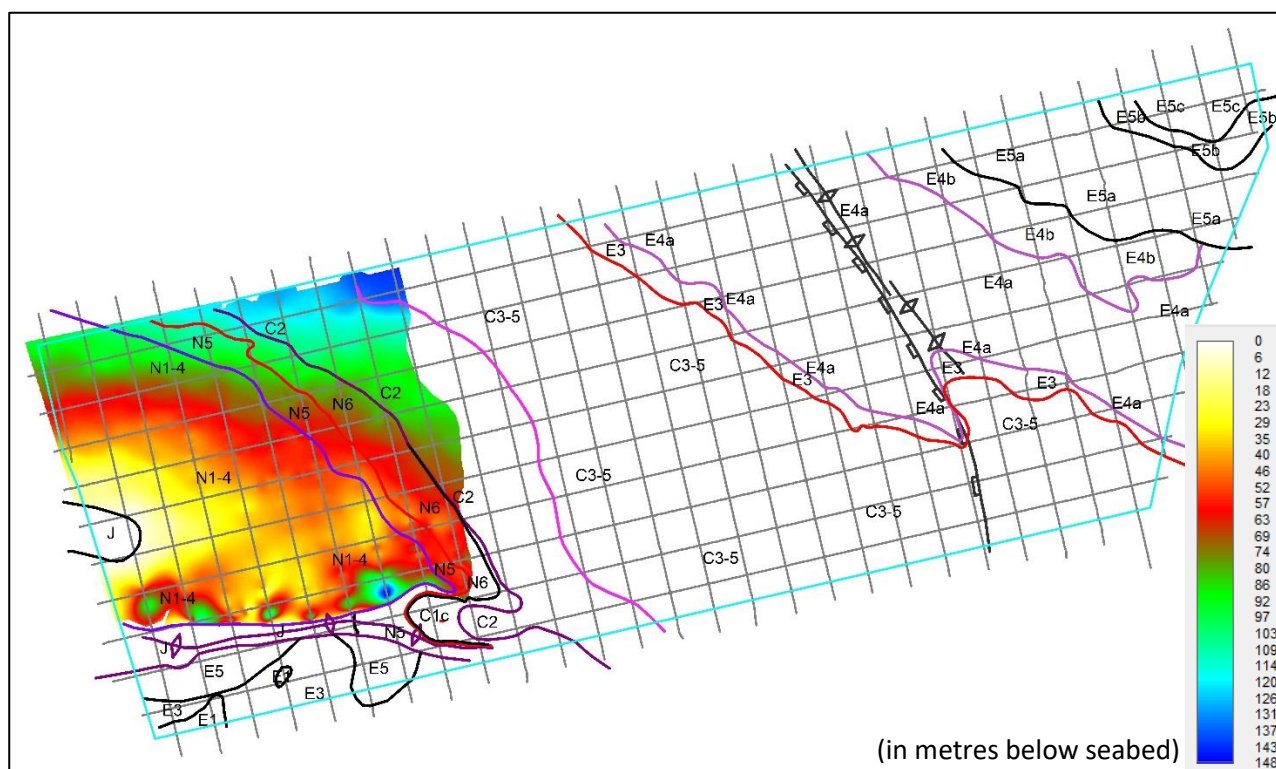 E5c
E5c
E5b
E5b
E5b
E5a
E4b
E4a
E5a
E5a
E4b
E4b
E3
E4a
E4a
E4a
C3-5
C2
N5
N1-4
E3
E4a
E4a
E3
E4a
C3-5
E4a
E3
E3
N6
C2
N5
E4a
E4a
C3-5
N1-4
C3-5
C2
N6
C3-5
J
N1-4
C3-5
N5
N6
N1-4
C1c
C2
J
N5
J
E5
E5
E3
E3
E1
0
6
12
18
23
29
35
40
46
52
57
63
69
74
80
86
92
97
103
109
114
120
126
131
137
143
148
(in metres below seabed)